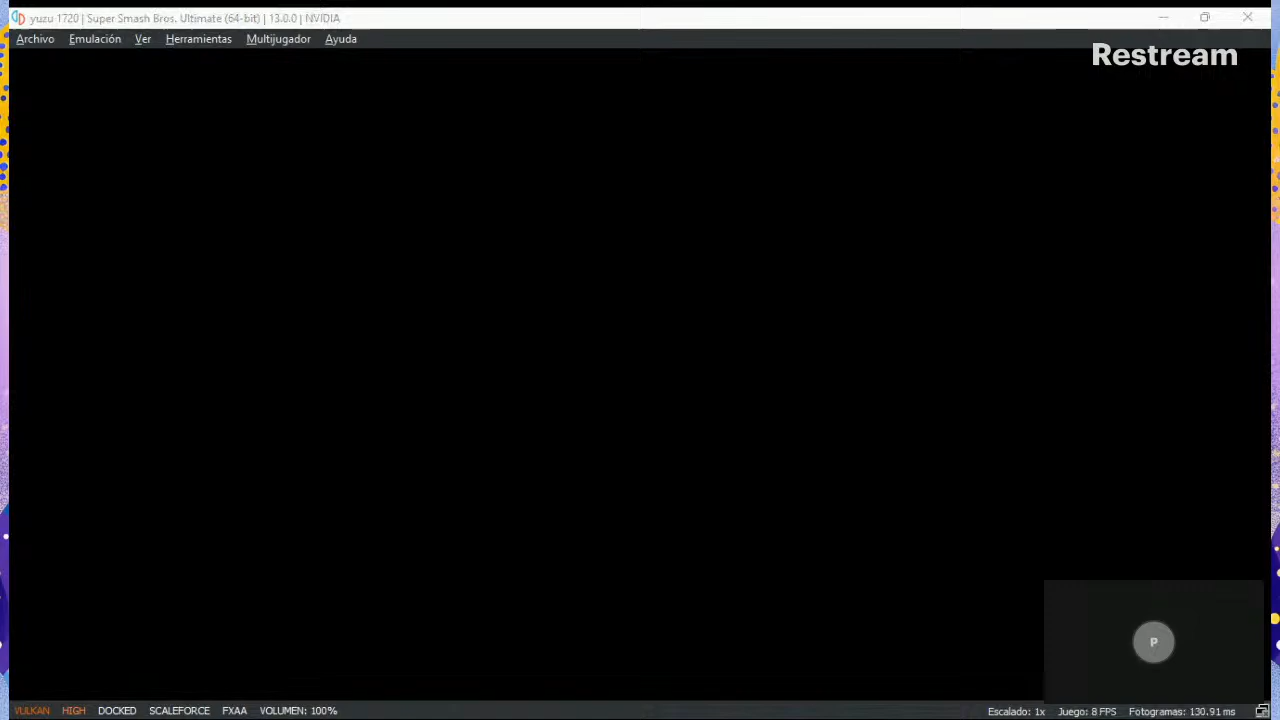 yuzu 1720 | Super Smash Bros. Ultimate (64-bit) | 13.0.0 | NVIDIA
Archivo Emulación Ver Herramientas Multijugador Ayuda
Restream
P
VULKAN HIGH DOCKED SCALEFORCE FXAA VOLUMEN: 100% Escalado: 1x Juego: 8 FPS Fotogramas: 130.91 ms